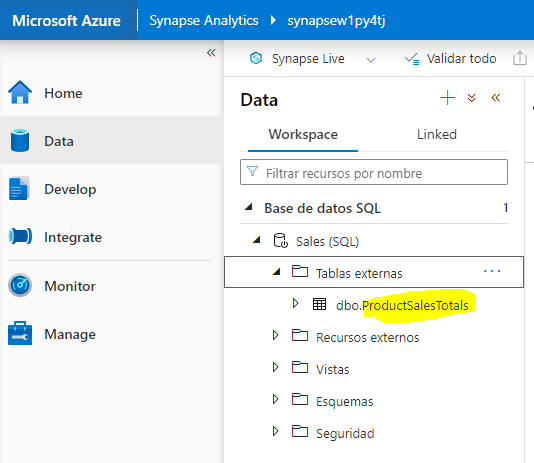 Microsoft Azure Synapse Analytics synapsew1py4tj
Synapse Live Validar todo
Home
Data
Develop
Integrate
Monitor
Manage
Data
Workspace Linked
Filtrar recursos por nombre
Base de datos SQL 1
Sales (SQL)
Tablas externas
dbo.ProductSalesTotals
Recursos externos
Vistas
Esquemas
Seguridad